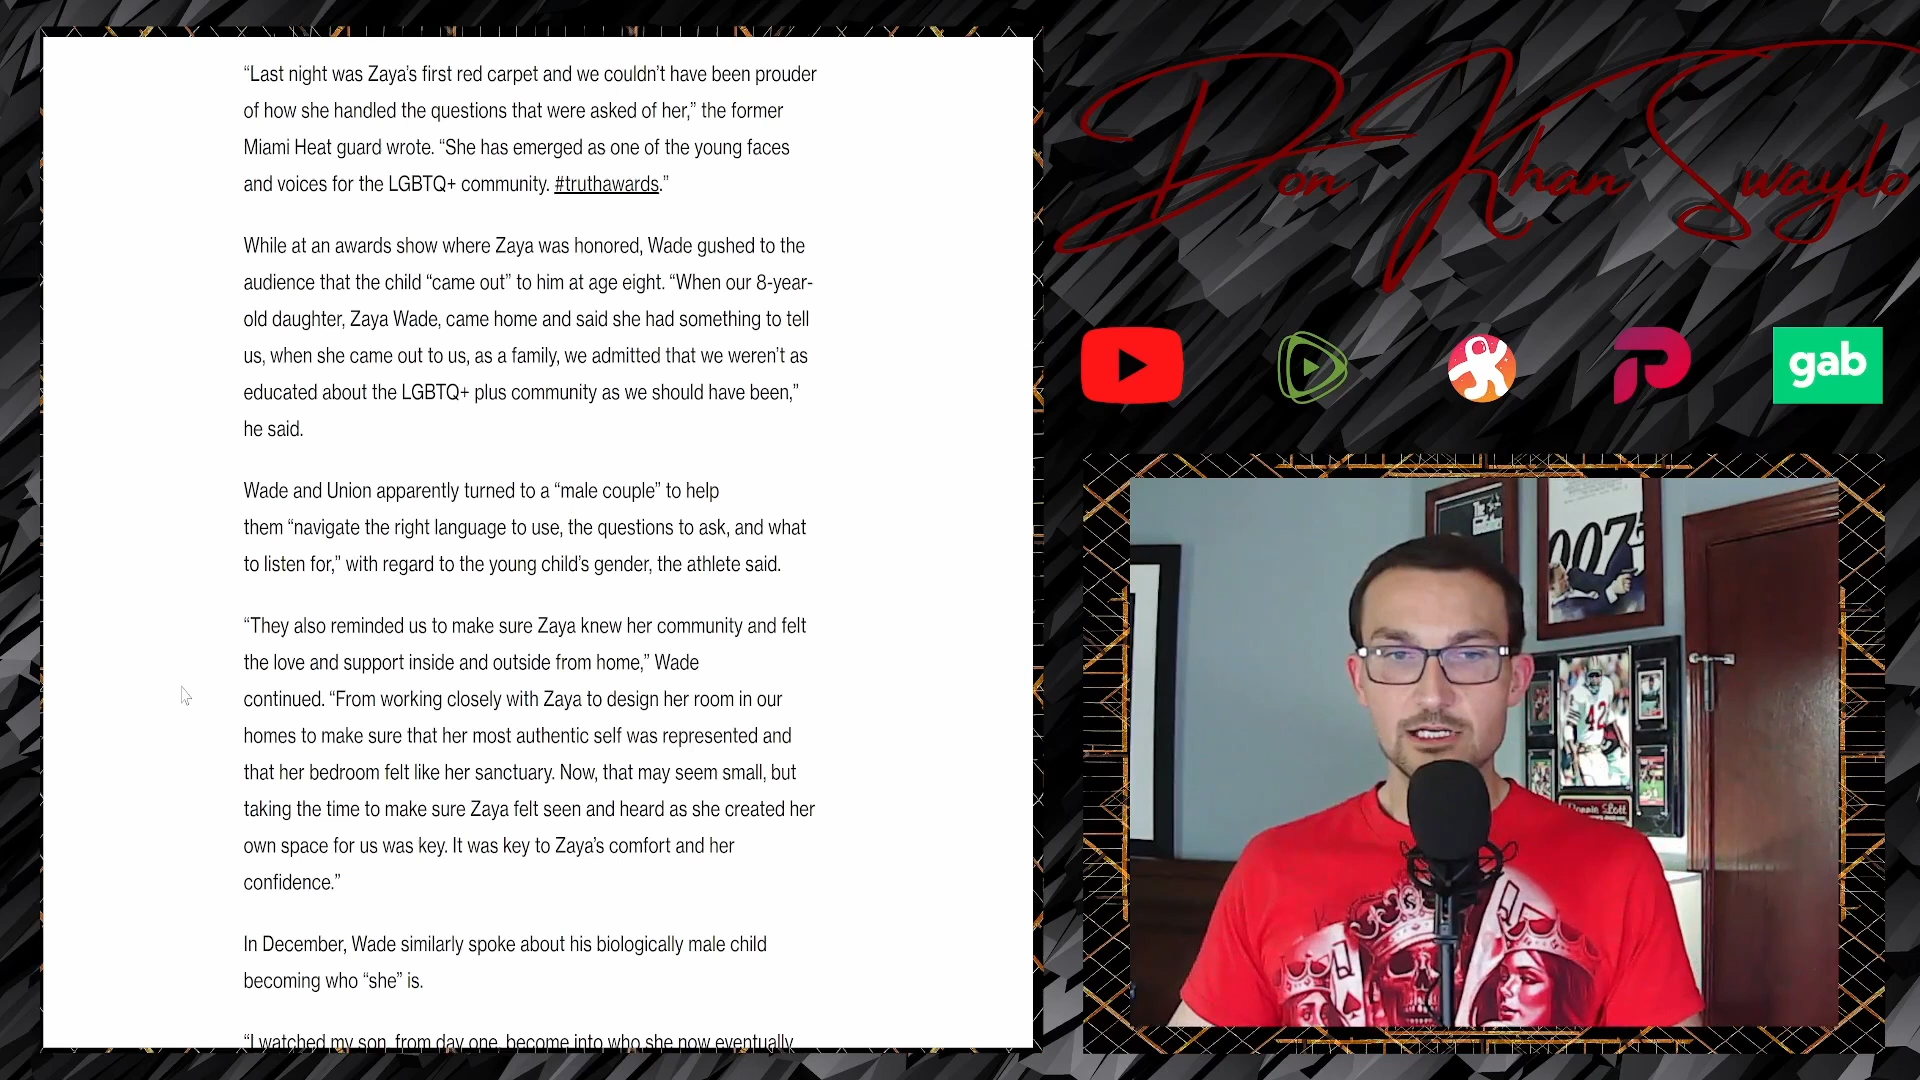 “Last night was Zaya’s first red carpet and we couldn’t have been prouder
of how she handled the questions that were asked of her,” the former
Miami Heat guard wrote. “She has emerged as one of the young faces
and voices for the LGBTQ+ community. #truthawards.”
While at an awards show where Zaya was honored, Wade gushed to the
audience that the child “came out” to him at age eight. “When our 8-year-
old daughter, Zaya Wade, came home and said she had something to tell
us, when she came out to us, as a family, we admitted that we weren’t as
educated about the LGBTQ+ plus community as we should have been,”
he said.
Wade and Union apparently turned to a “male couple” to help
them “navigate the right language to use, the questions to ask, and what
to listen for,” with regard to the young child’s gender, the athlete said.
“They also reminded us to make sure Zaya knew her community and felt
the love and support inside and outside from home,” Wade
continued. “From working closely with Zaya to design her room in our
homes to make sure that her most authentic self was represented and
that her bedroom felt like her sanctuary. Now, that may seem small, but
taking the time to make sure Zaya felt seen and heard as she created her
own space for us was key. It was key to Zaya’s comfort and her
confidence.”
In December, Wade similarly spoke about his biologically male child
becoming who “she” is.
“I watched my son, from day one, become into who she now eventually
Don Khan Swaylo
gab
007
42
Ronnie Lott